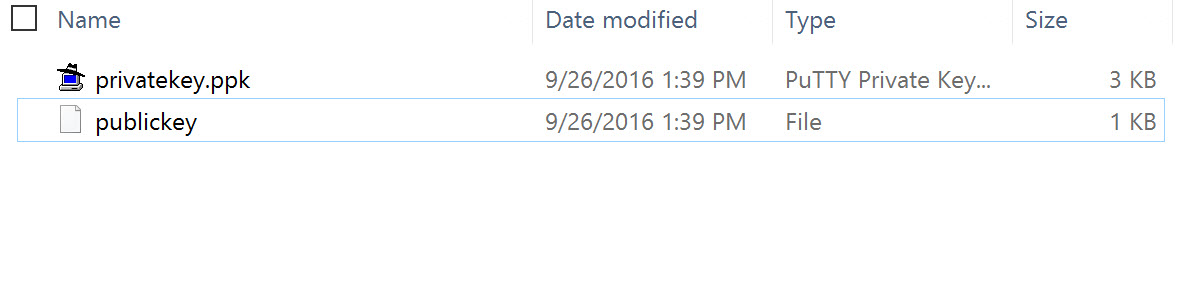 Name Date modified Type Size
privatekey.ppk 9/26/2016 1:39 PM PuTTY Private Key... 3 KB
publickey 9/26/2016 1:39 PM File 1 KB